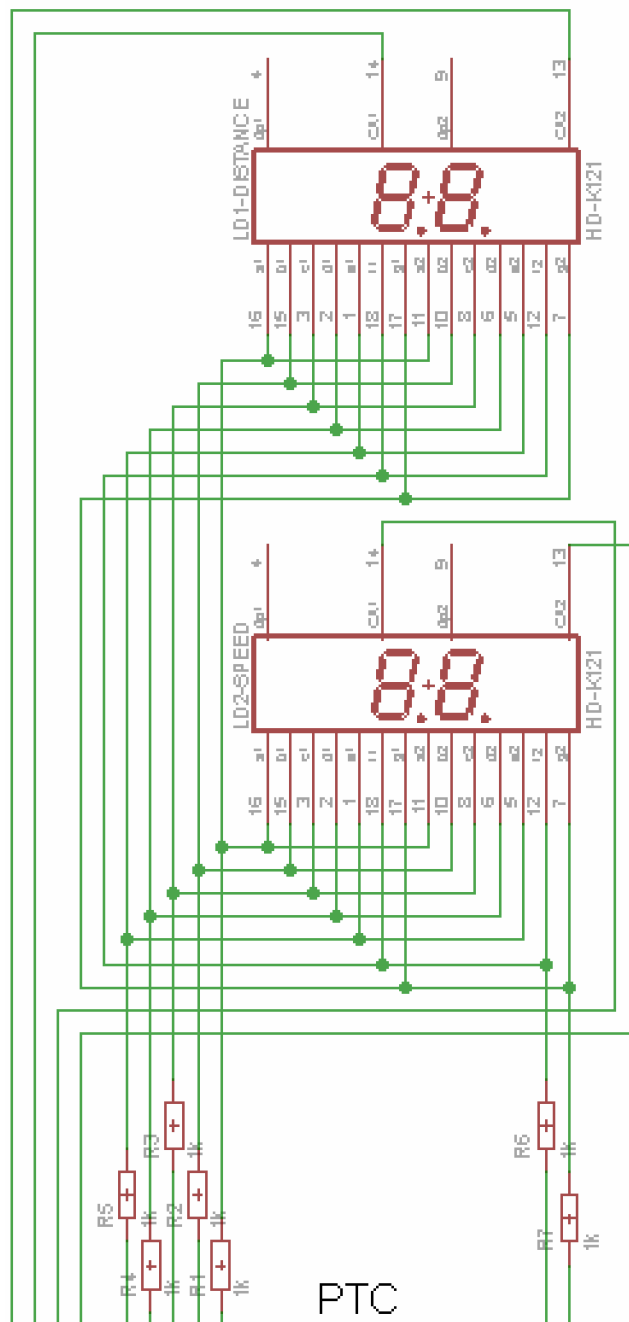 4
14
9
13
dp1
CA1
dp2
CA2
LD1-DISTANCE
HD-K121
a1
b1
c1
d1
e1
f1
g1
a2
b2
c2
d2
e2
f2
g2
16
15
3
2
1
18
17
11
10
8
6
5
12
7
4
14
9
13
dp1
CA1
dp2
CA2
LD2-SPEED
HD-K121
a1
b1
c1
d1
e1
f1
g1
a2
b2
c2
d2
e2
f2
g2
16
15
3
2
1
18
17
11
10
8
6
5
12
7
R3
1k
R6
1k
R5
1k
R2
1k
R7
1k
R4
1k
R1
1k
PTC